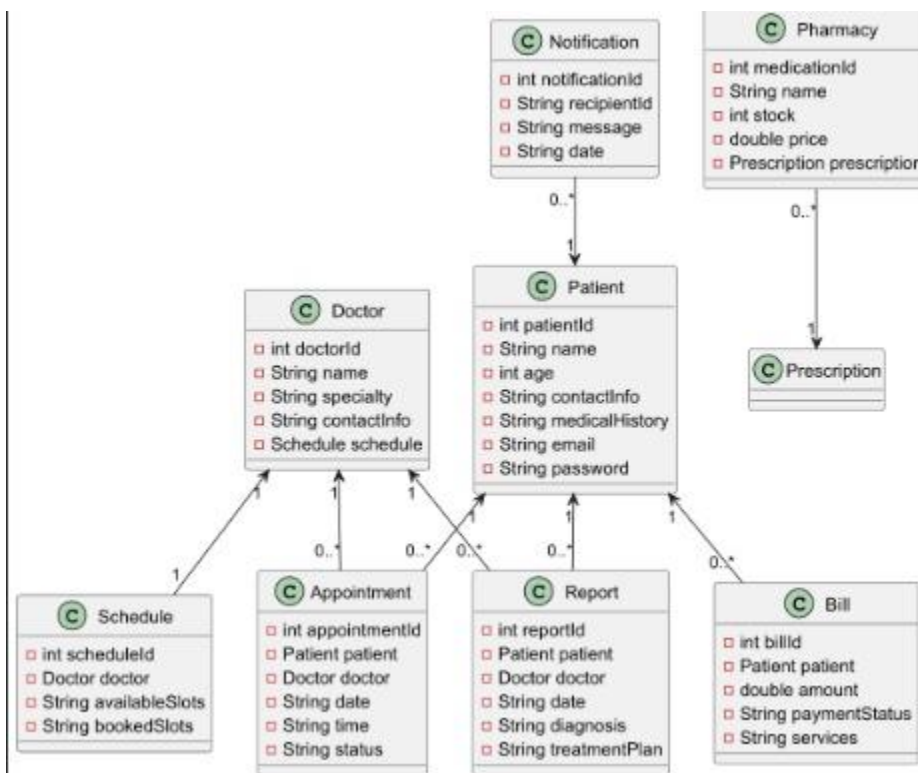 C Notification
int notificationId
String recipientId
String message
String date
C Pharmacy
int medicationId
String name
int stock
double price
Prescription prescription
0..*
1
0..*
1
C Doctor
int doctorId
String name
String specialty
String contactInfo
Schedule schedule
C Patient
int patientId
String name
int age
String contactInfo
String medicalHistory
String email
String password
C Prescription
1
1
1
1
1
1
1
0..*
0..*
0..*
0..*
0..*
C Schedule
int scheduleId
Doctor doctor
String availableSlots
String bookedSlots
C Appointment
int appointmentId
Patient patient
Doctor doctor
String date
String time
String status
C Report
int reportId
Patient patient
Doctor doctor
String date
String diagnosis
String treatmentPlan
C Bill
int billId
Patient patient
double amount
String paymentStatus
String services